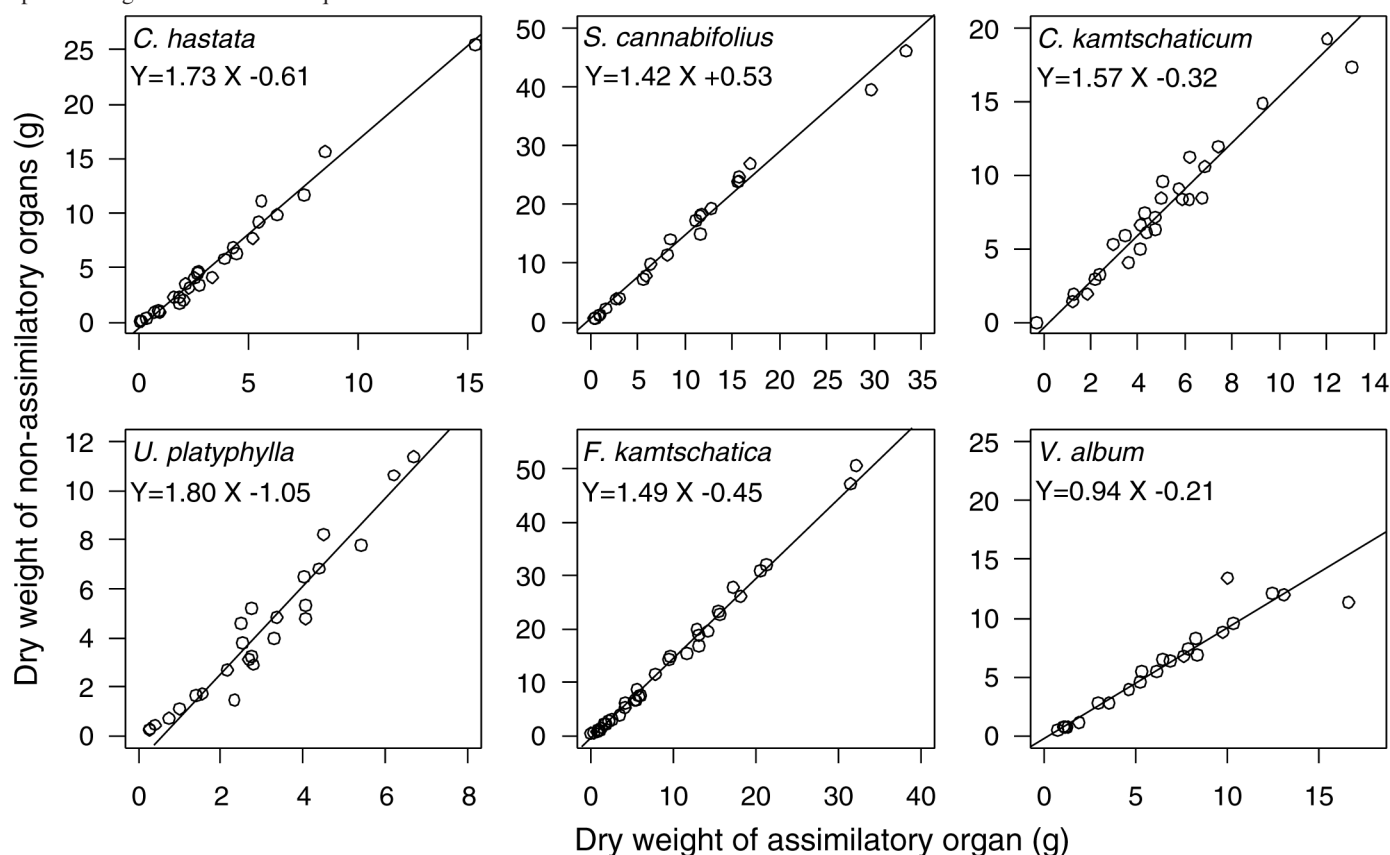 Dry weight of non-assimilatory organs (g)
C. hastata
Y=1.73 X -0.61
25
20
15
10
5
0
0 5 10 15
S. cannabifolius
Y=1.42 X +0.53
50
40
30
20
10
0
0 5 10 15 20 25 30 35
C. kamtschaticum
Y=1.57 X -0.32
20
15
10
5
0
0 2 4 6 8 10 12 14
U. platyphylla
Y=1.80 X -1.05
12
10
8
6
4
2
0
0 2 4 6 8
F. kamtschatica
Y=1.49 X -0.45
50
40
30
20
10
0
0 10 20 30 40
V. album
Y=0.94 X -0.21
25
20
15
10
5
0
0 5 10 15
Dry weight of assimilatory organ (g)